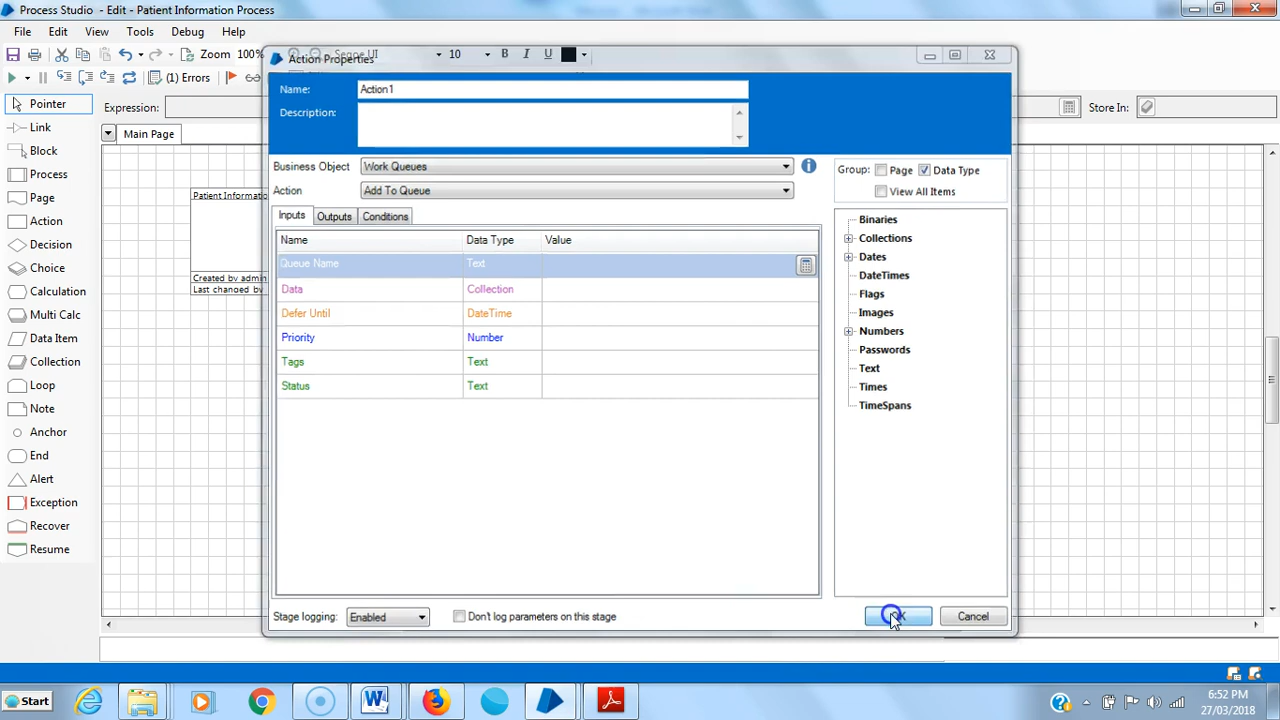 Process Studio - Edit - Patient Information Process
File Edit View Tools Debug Help
Zoom 100% Segoe UI 10 B I U
(1) Errors
Action Properties
Pointer
Link
Block
Process
Page
Action
Decision
Choice
Calculation
Multi Calc
Data Item
Collection
Loop
Note
Anchor
End
Alert
Exception
Recover
Resume
Expression:
Store In:
Main Page
Patient Informatio
Created by admin
Last changed by
Name: Action1
Description:
Business Object Work Queues
Action Add To Queue
Inputs Outputs Conditions
Name Data Type Value
Queue Name Text
Data Collection
Defer Until DateTime
Priority Number
Tags Text
Status Text
Group: Page Data Type
View All Items
Binaries
Collections
Dates
DateTimes
Flags
Images
Numbers
Passwords
Text
Times
TimeSpans
Stage logging: Enabled Don't log parameters on this stage
OK Cancel
Start
6:52 PM
27/03/2018